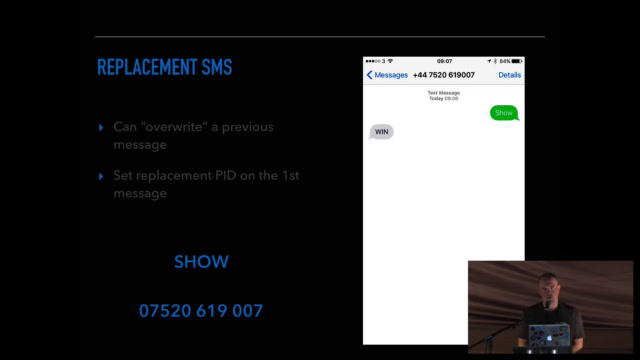 REPLACEMENT SMS
Can “overwrite” a previous
message
Set replacement PID on the 1st
message
SHOW
07520 619 007
3
09:07
84%
Messages
+44 7520 619007
Details
Text Message
Today 09:06
Show
WIN